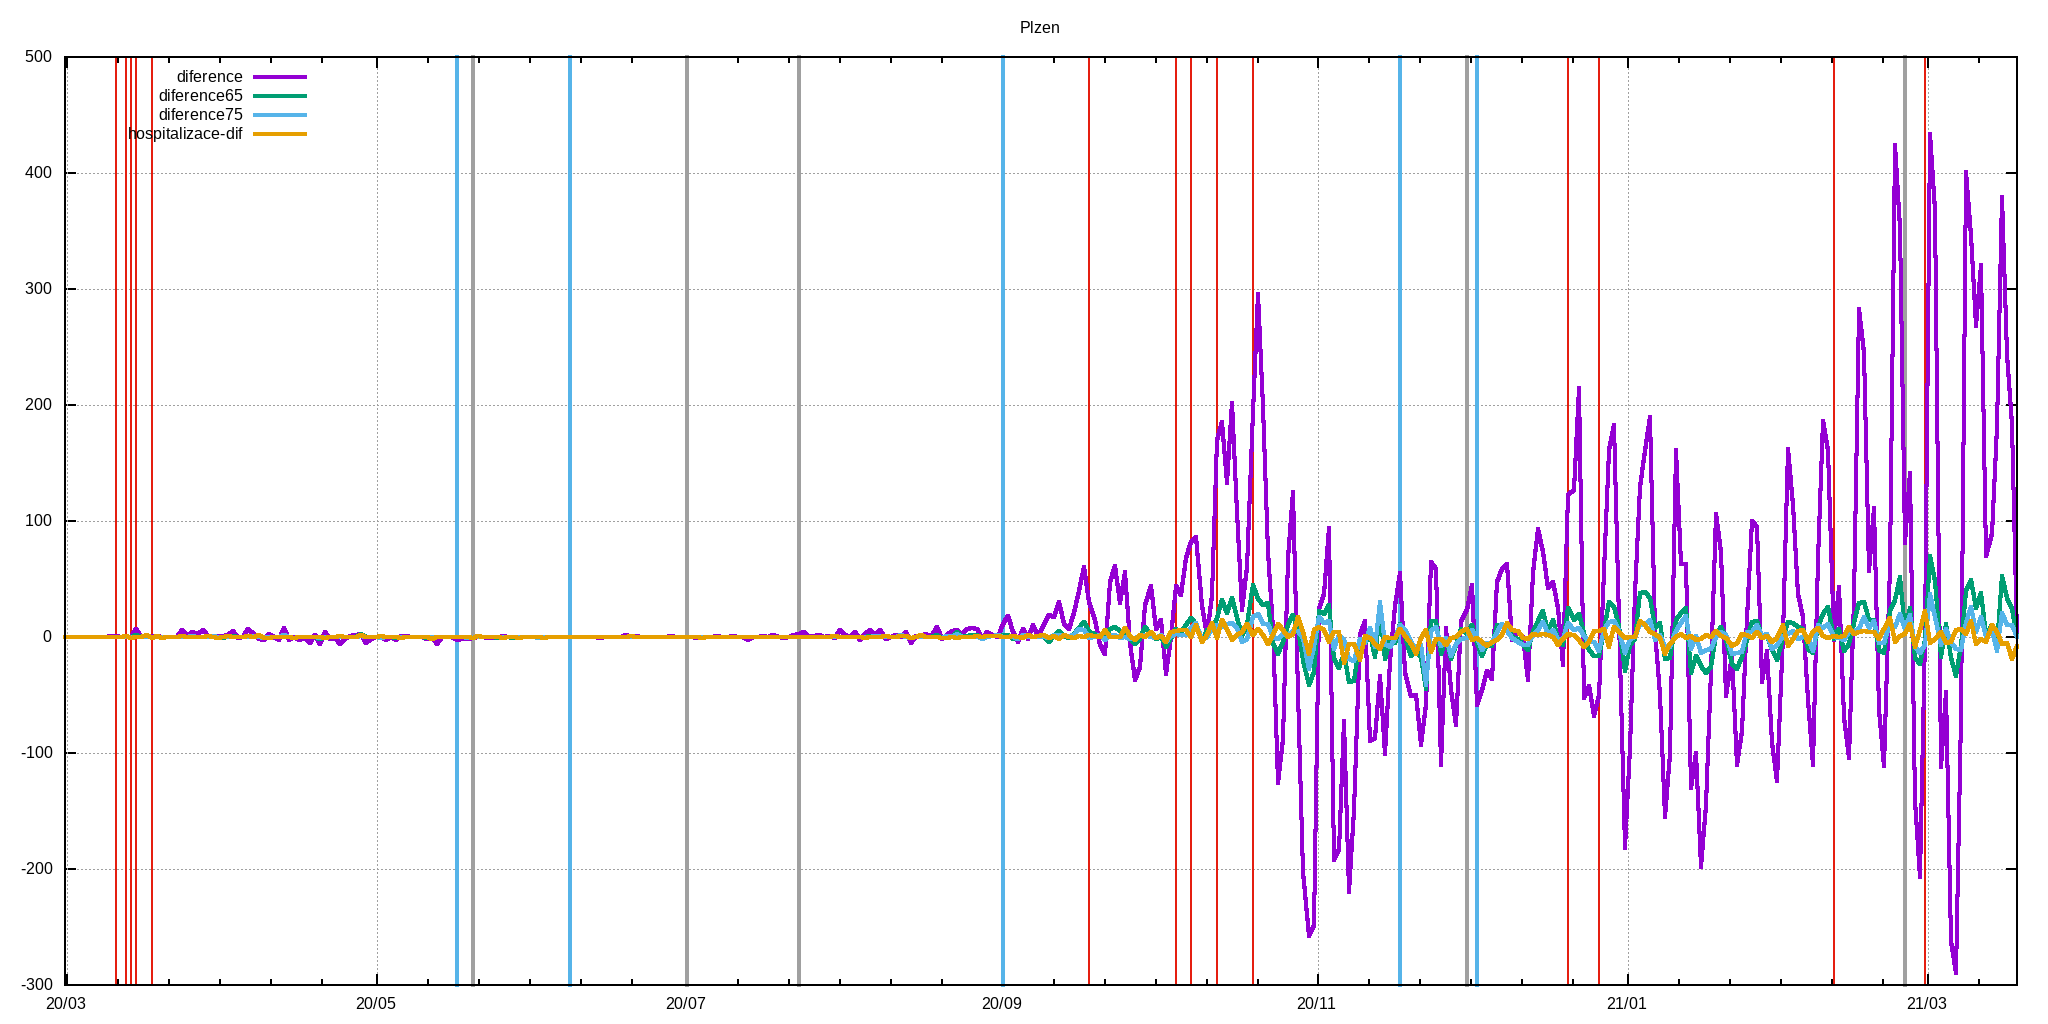 Plzen
500
diference
diference65
diference75
hospitalizace-dif
400
300
200
100
0
-100
-200
-300
20/03 20/05 20/07 20/09 20/11 21/01 21/03